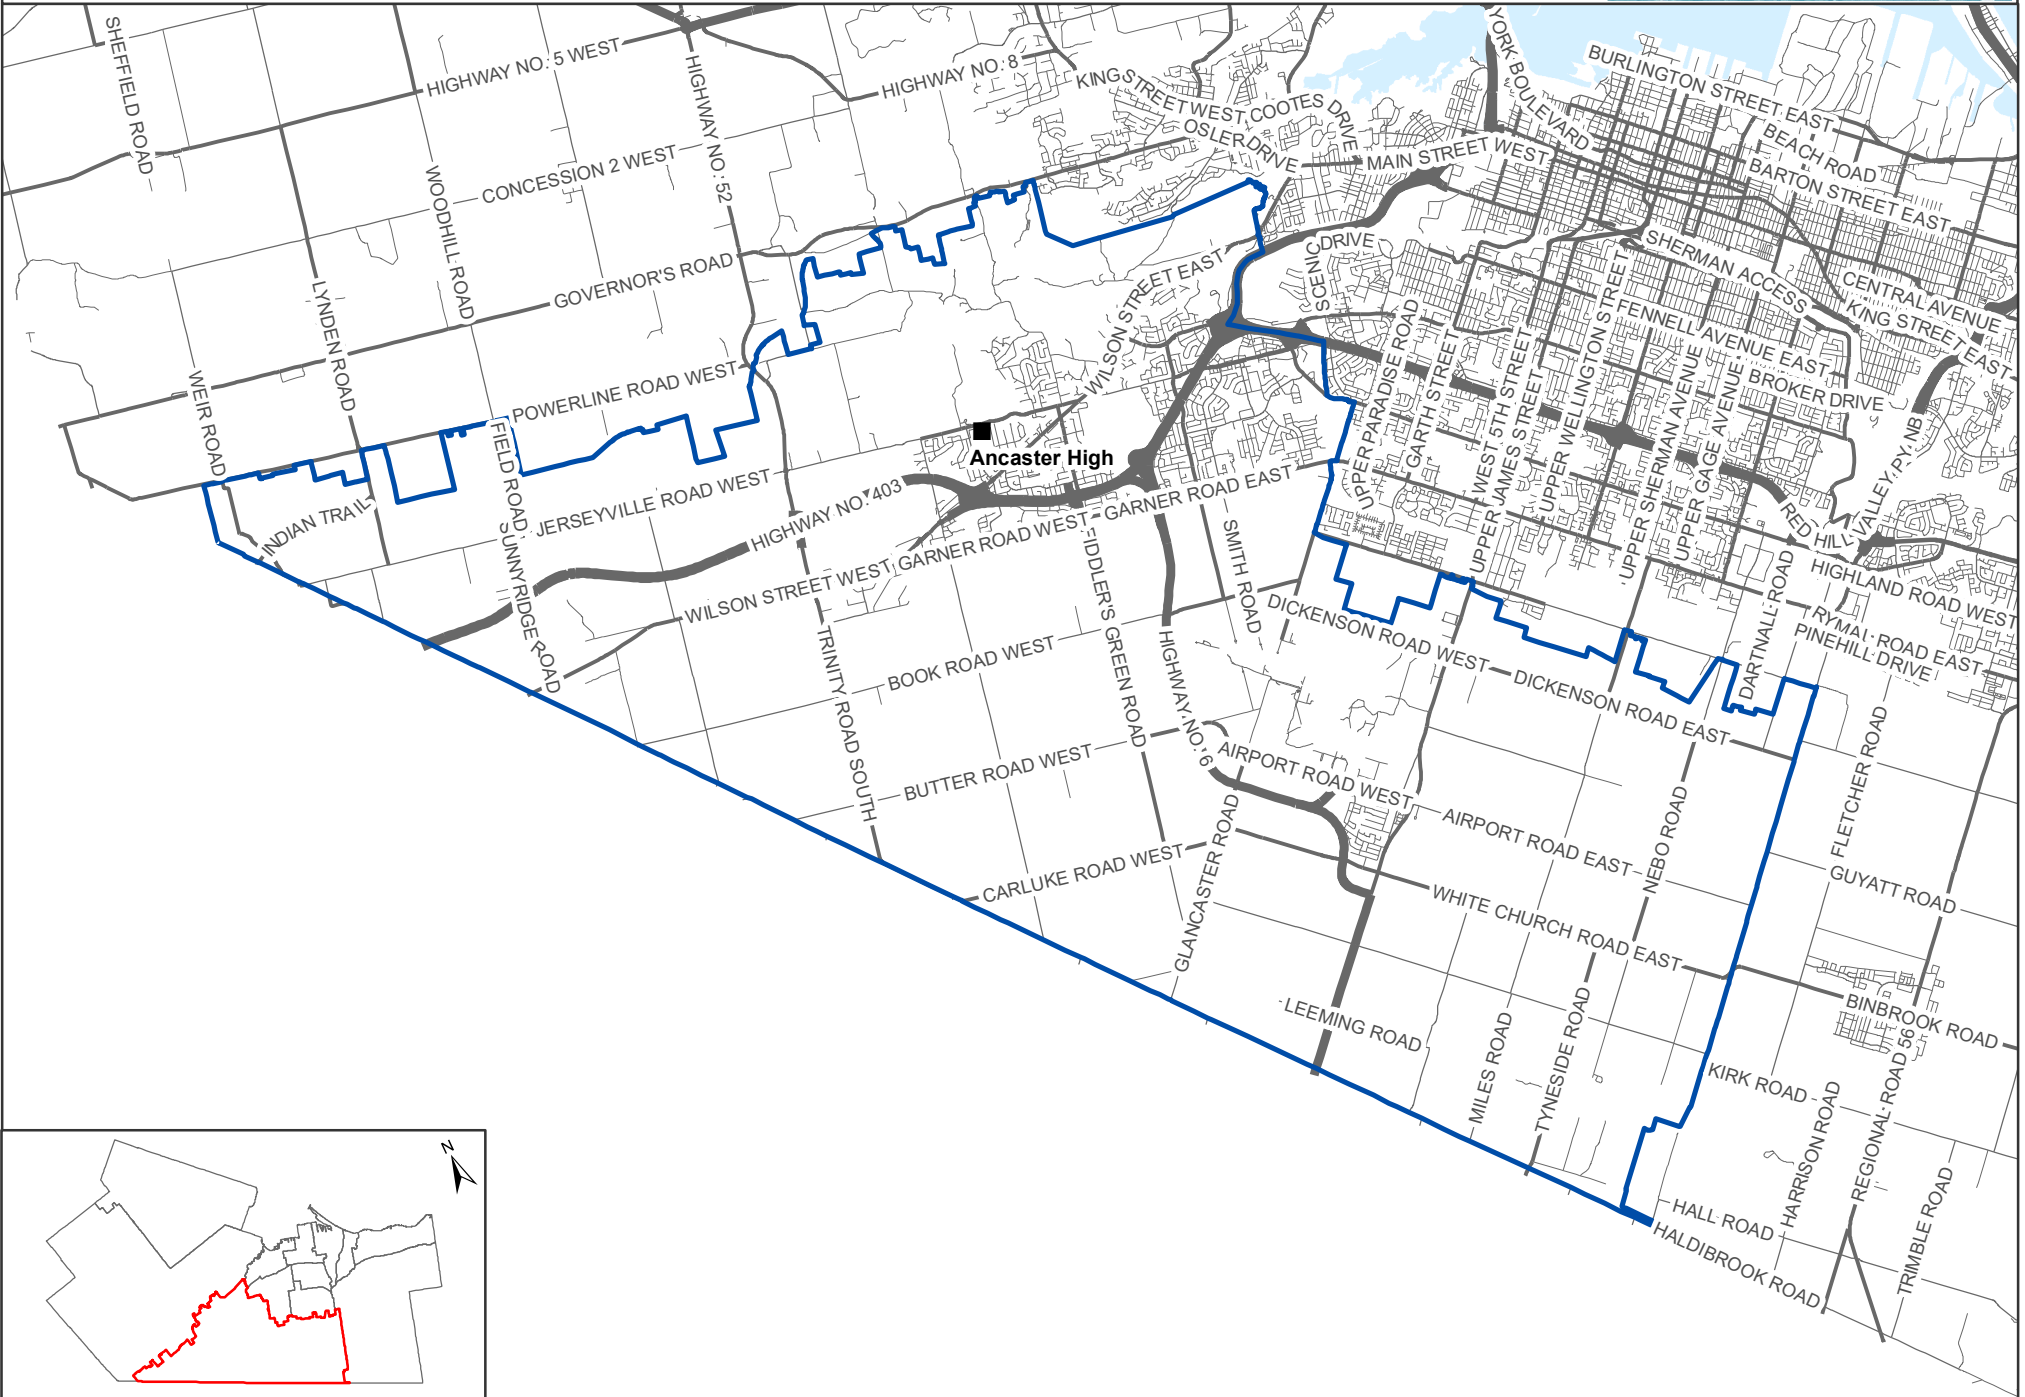 SHEFFIELD ROAD
HIGHWAY NO. 5 WEST
HIGHWAY NO. 52
HIGHWAY NO. 8
KING STREET WEST
COOTES DRIVE
OSLER DRIVE
YORK BOULEVARD
BURLINGTON STREET EAST
BEACH ROAD
BARTON STREET EAST
MAIN STREET WEST
CONCESSION 2 WEST
WOODHILL ROAD
LYNDEN ROAD
GOVERNOR'S ROAD
SCENIC DRIVE
SHERMAN ACCESS
CENTRAL AVENUE
KING STREET EAST
WILSON STREET EAST
FENNELL AVENUE EAST
BROKER DRIVE
WEIR ROAD
POWERLINE ROAD WEST
UPPER PARADISE ROAD
GARTH STREET
WEST 5TH STREET
UPPER JAMES STREET
UPPER WELLINGTON STREET
UPPER SHERMAN AVENUE
UPPER GAGE AVENUE
RED HILL VALLEY PY NB
Ancaster High
FIELD ROAD
SUNNYRIDGE ROAD
INDIAN TRAIL
JERSEYVILLE ROAD WEST
HIGHWAY NO. 403
GARNER ROAD EAST
GARNER ROAD WEST
WILSON STREET WEST
FIDDLER'S GREEN ROAD
SMITH ROAD
HIGHLAND ROAD WEST
RYMAL ROAD EAST
PINEHILL DRIVE
DARTNALL ROAD
DICKENSON ROAD WEST
DICKENSON ROAD EAST
TRINITY ROAD SOUTH
BOOK ROAD WEST
HIGHWAY NO. 6
BUTTER ROAD WEST
AIRPORT ROAD WEST
AIRPORT ROAD EAST
NEBO ROAD
FLETCHER ROAD
GUYATT ROAD
CARLUKE ROAD WEST
GLANCASTER ROAD
WHITE CHURCH ROAD EAST
BINBROOK ROAD
LEEMING ROAD
MILES ROAD
TYNESIDE ROAD
KIRK ROAD
HARRISON ROAD
REGIONAL ROAD 56
TRIMBLE ROAD
HALL ROAD
HALDIBROOK ROAD
N